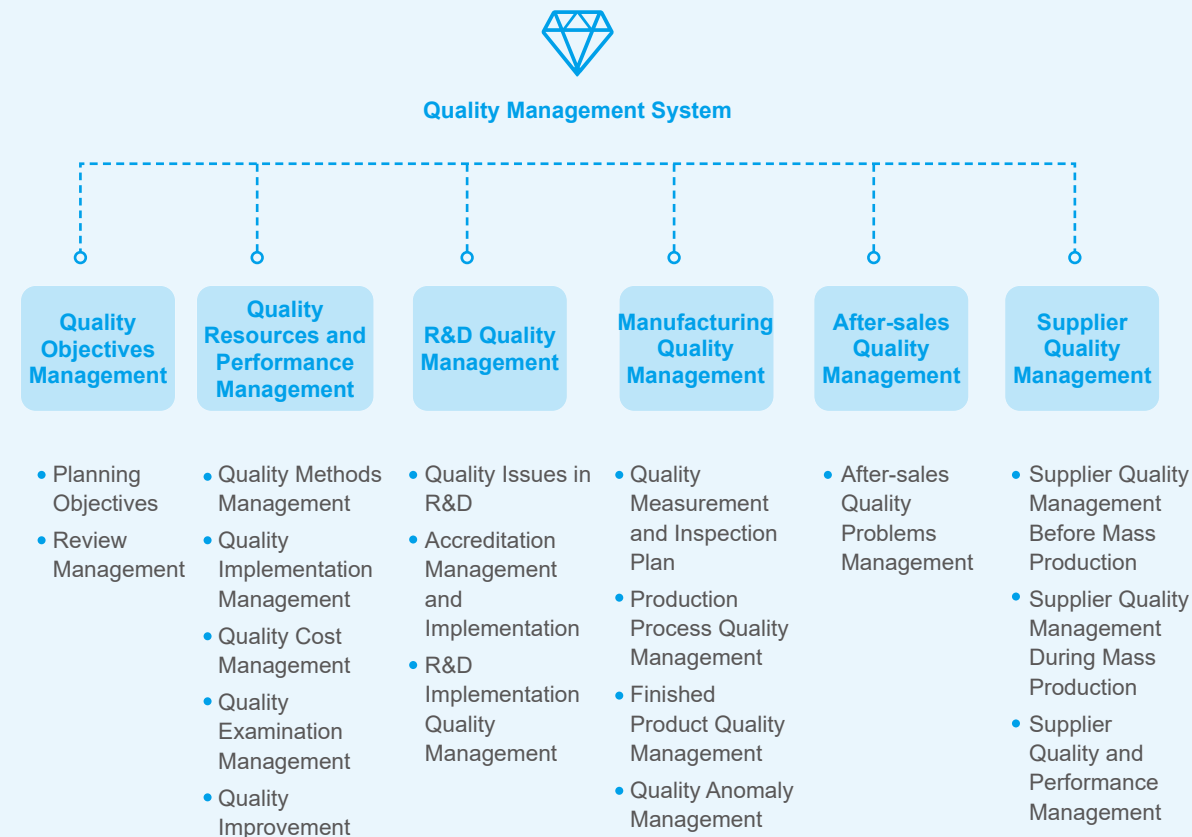 Quality Management System
Quality
Objectives
Management
Quality
Resources and
Performance
Management
R&D Quality
Management
Manufacturing
Quality
Management
After-sales
Quality
Management
Supplier
Quality
Management
Planning
Objectives
Review
Management
Quality Methods
Management
Quality
Implementation
Management
Quality Cost
Management
Quality
Examination
Management
Quality
Improvement
Quality Issues in
R&D
Accreditation
Management
and
Implementation
R&D
Implementation
Quality
Management
Quality
Measurement
and Inspection
Plan
Production
Process Quality
Management
Finished
Product Quality
Management
Quality Anomaly
Management
After-sales
Quality
Problems
Management
Supplier Quality
Management
Before Mass
Production
Supplier Quality
Management
During Mass
Production
Supplier
Quality and
Performance
Management